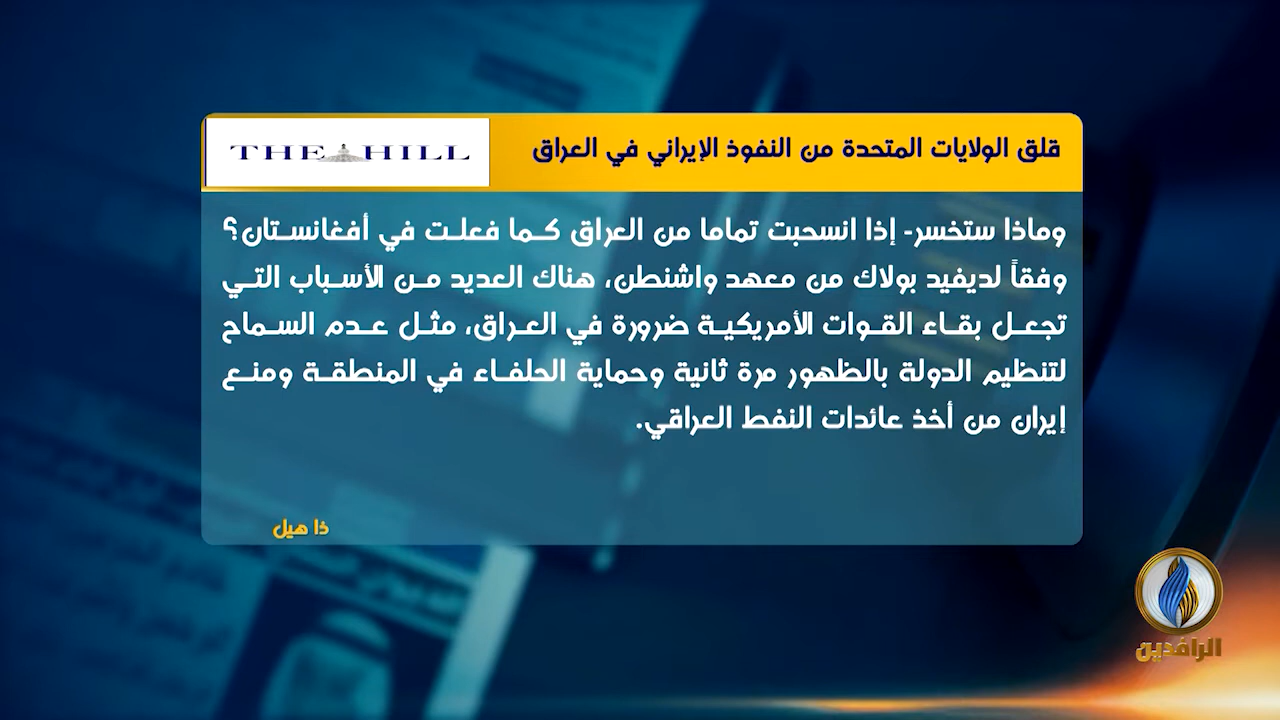 قلق الولايات المتحدة من النفوذ الإيراني في العراق
THE HILL
وماذا ستخسر- إذا انسحبت تماما من العراق كما فعلت في أفغانستان؟
وفقاً لديفيد بولاك من معهد واشنطن، هناك العديد من الأسباب التي
تجعل بقاء القوات الأمريكية ضرورة في العراق، مثل عدم السماح
لتنظيم الدولة بالظهور مرة ثانية وحماية الحلفاء في المنطقة ومنع
إيران من أخذ عائدات النفط العراقي.
ذا هيل
الرافدين